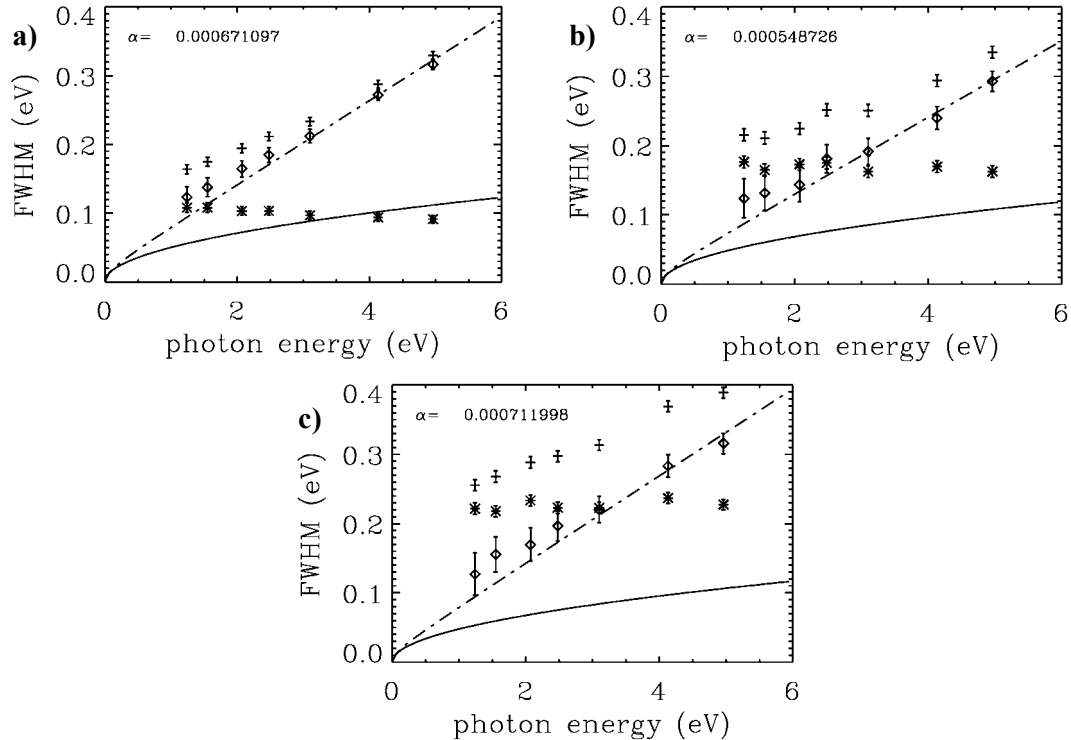 a)
α= 0.000671097
FWHM (eV)
0.4
0.3
0.2
0.1
0.0
0 2 4 6
photon energy (eV)
b)
α= 0.000548726
FWHM (eV)
0.4
0.3
0.2
0.1
0.0
0 2 4 6
photon energy (eV)
c)
α= 0.000711998
FWHM (eV)
0.4
0.3
0.2
0.1
0.0
0 2 4 6
photon energy (eV)